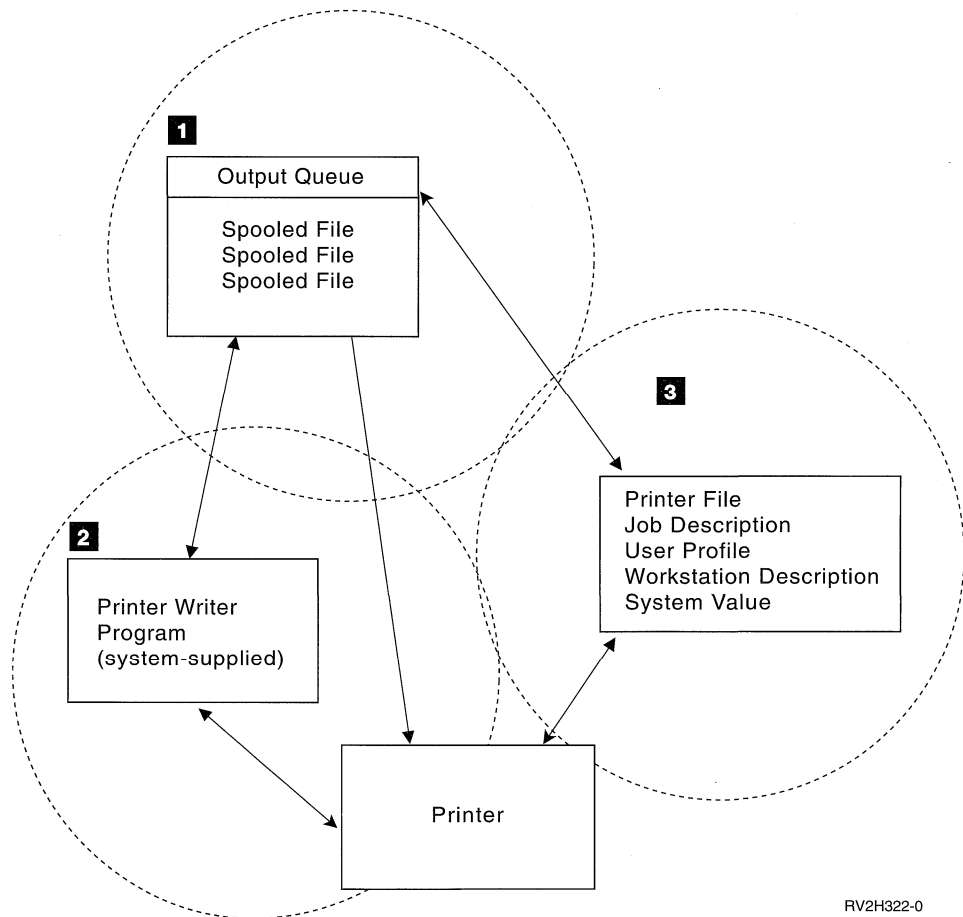 1
Output Queue
Spooled File
Spooled File
Spooled File
3
Printer File
Job Description
User Profile
Workstation Description
System Value
2
Printer Writer
Program
(system-supplied)
Printer
RV2H322-0